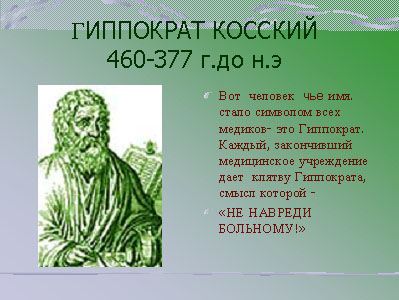 ГИППОКРАТ КОССКИЙ
460-377 г.до н.э
Вот человек чье имя.
стало символом всех
медиков- это Гиппократ.
Каждый, закончивший
медицинское учреждение
дает клятву Гиппократа,
смысл которой -
«НЕ НАВРЕДИ
БОЛЬНОМУ!»